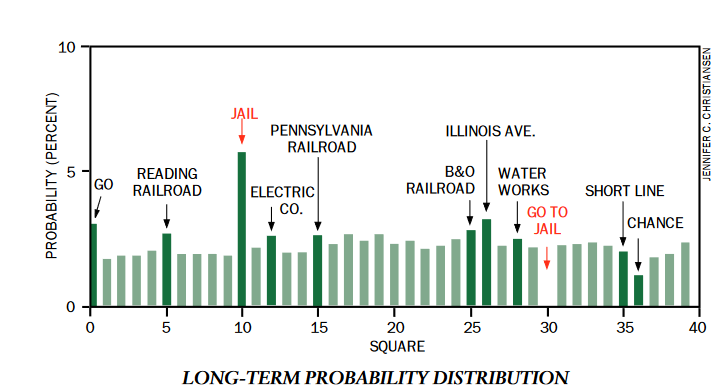 10
JENNIFER C. CHRISTIANSEN
PROBABILITY (PERCENT)
JAIL
PENNSYLVANIA
RAILROAD
ILLINOIS AVE.
5
GO
READING
RAILROAD
ELECTRIC
CO.
B&O
RAILROAD
WATER
WORKS
GO TO
JAIL
SHORT LINE
CHANCE
0
0 5 10 15 20 25 30 35 40
SQUARE
LONG-TERM PROBABILITY DISTRIBUTION